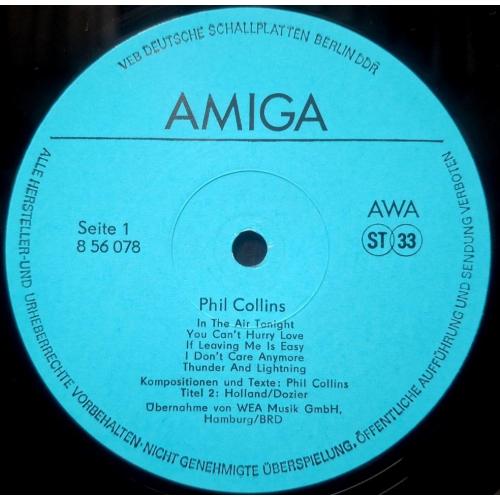 VEB DEUTSCHE SCHALLPLATTEN BERLIN DDR
AMIGA
Seite 1
8 56 078
AWA
ST 33
Phil Collins
In The Air Tonight
You Can't Hurry Love
If Leaving Me Is Easy
I Don't Care Anymore
Thunder And Lightning
Kompositionen und Texte: Phil Collins
Titel 2: Holland/Dozier
Übernahme von WEA Musik GmbH,
Hamburg/BRD
ALLE HERSTELLER- UND URHEBERRECHTE VORBEHALTEN · NICHT GENEHMIGTE ÜBERSPIELUNG, ÖFFENTLICHE AUFFÜHRUNG UND SENDUNG VERBOTEN